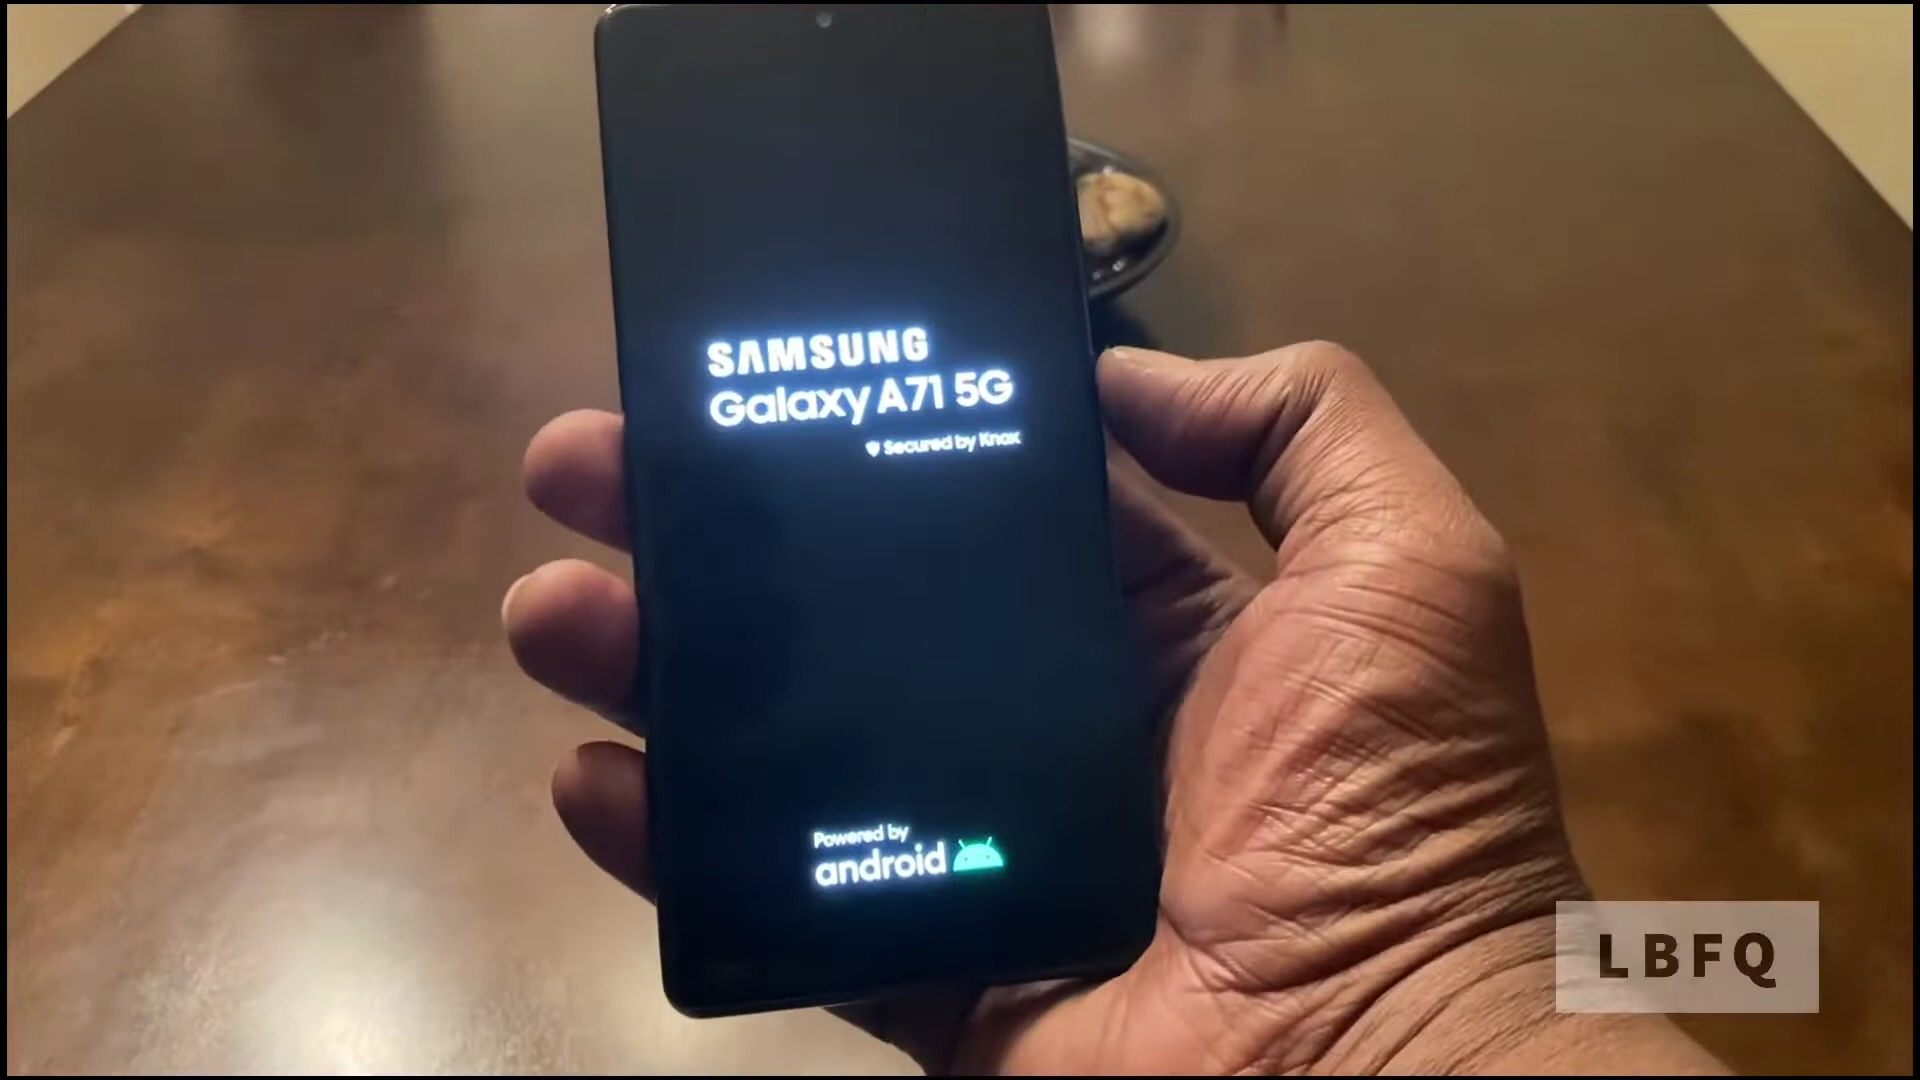 SAMSUNG
Galaxy A71 5G
Secured by Knox
Powered by
android
LBFQ